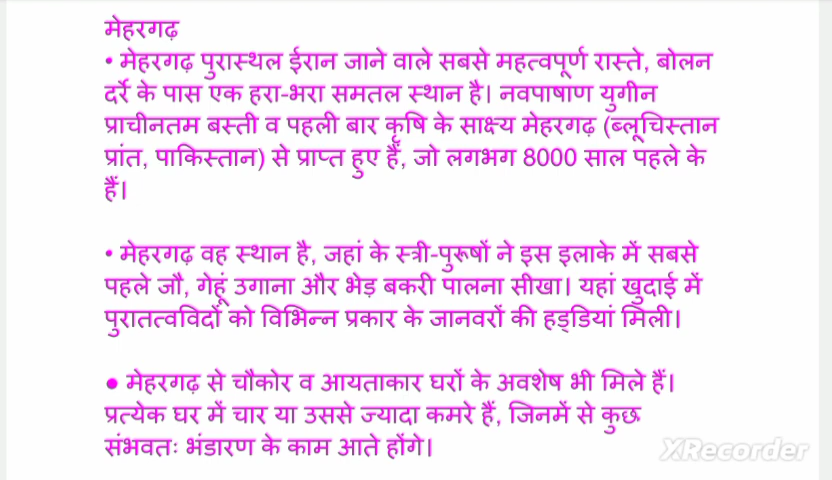 मेहरगढ़
• मेहरगढ़ पुरास्थल ईरान जाने वाले सबसे महत्वपूर्ण रास्ते, बोलन
दर्रे के पास एक हरा-भरा समतल स्थान है। नवपाषाण युगीन
प्राचीनतम बस्ती व पहली बार कृषि के साक्ष्य मेहरगढ़ (ब्लूचिस्तान
प्रांत, पाकिस्तान) से प्राप्त हुए हैं, जो लगभग 8000 साल पहले के
हैं।
• मेहरगढ़ वह स्थान है, जहां के स्त्री-पुरूषों ने इस इलाके में सबसे
पहले जौ, गेहूं उगाना और भेड़ बकरी पालना सीखा। यहां खुदाई में
पुरातत्वविदों को विभिन्न प्रकार के जानवरों की हड्डियां मिली।
● मेहरगढ़ से चौकोर व आयताकार घरों के अवशेष भी मिले हैं।
प्रत्येक घर में चार या उससे ज्यादा कमरे हैं, जिनमें से कुछ
संभवतः भंडारण के काम आते होंगे।
XRecorder